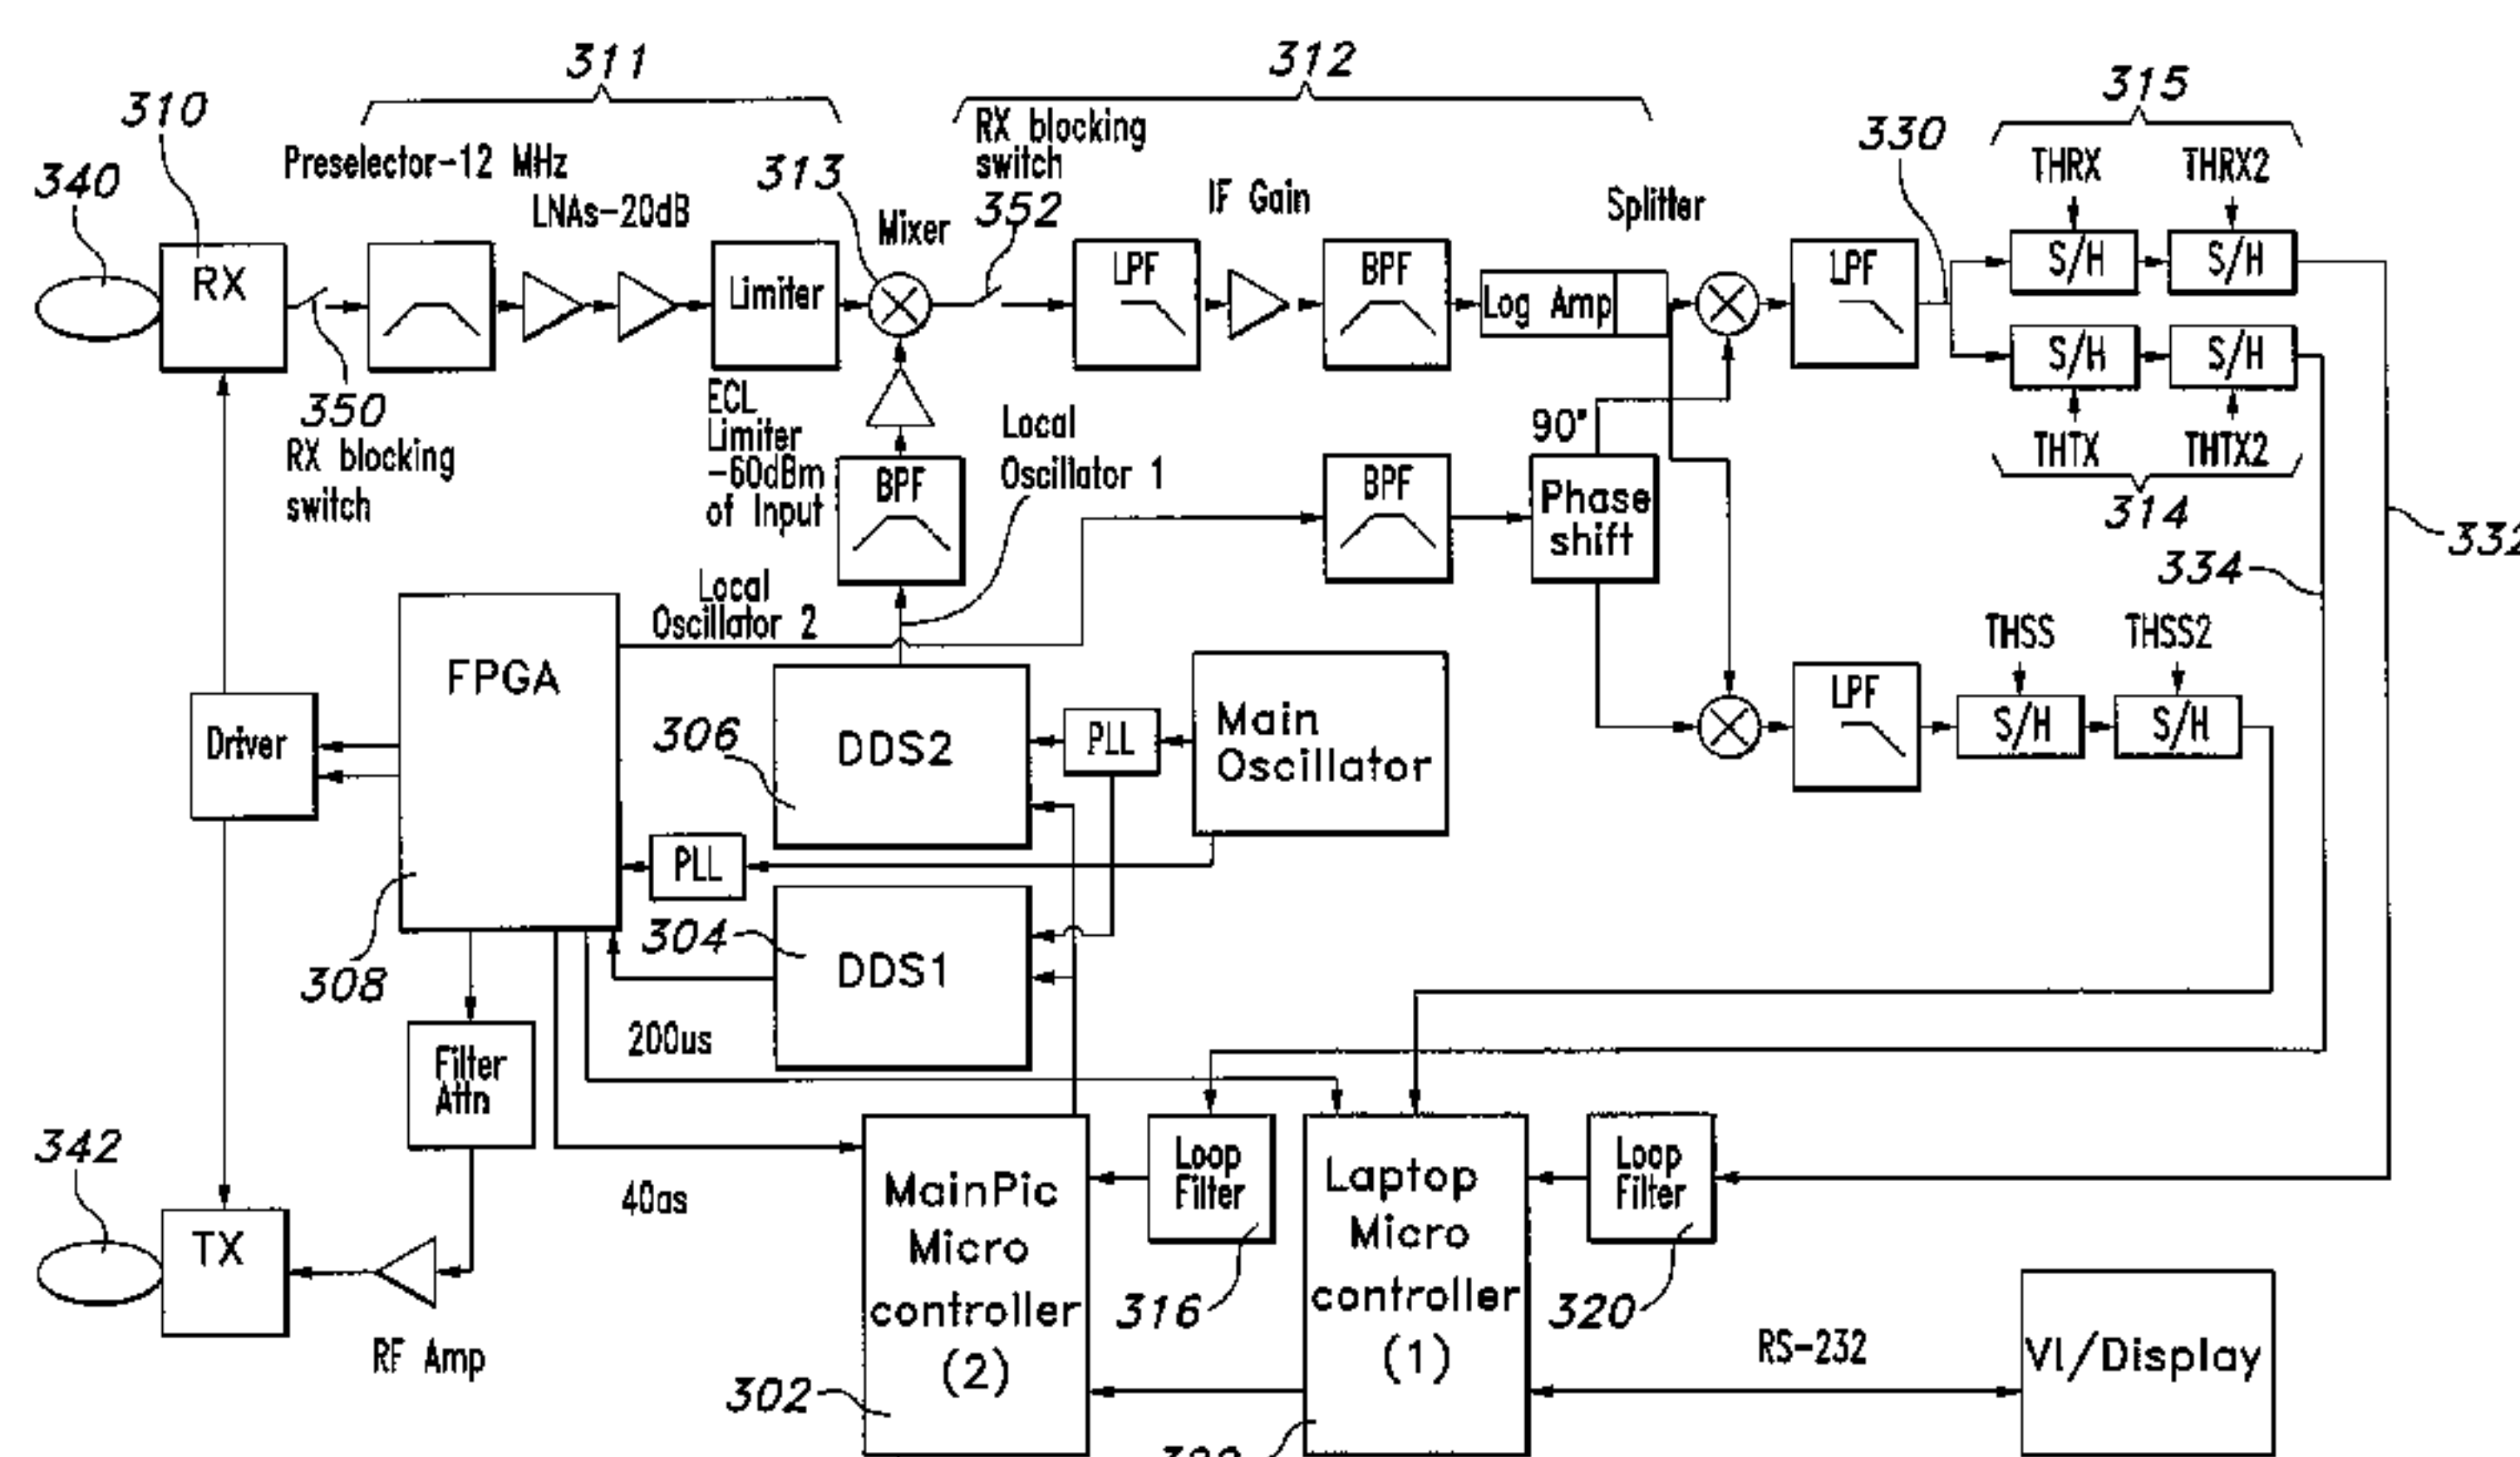 311
312
315
310
RX blocking
switch
330
340
Preselector-12 MHz
313
THRX
THRX2
LNAs-20dB
Mixer
352
IF Gain
Splitter
RX
Limiter
LPF
BPF
Log Amp
LPF
S/H
S/H
S/H
S/H
350
RX blocking
switch
ECL
Limiter
-60dBm
of Input
BPF
Local
Oscillator 1
BPF
90°
Phase
shift
THTX
THTX2
314
332
334
Local
Oscillator 2
FPGA
THSS
THSS2
Driver
306
DDS2
PLL
Main
Oscillator
LPF
S/H
S/H
PLL
304
DDS1
308
200us
Filter
Attn
342
40as
MainPic
Micro
controller
(2)
Loop
Filter
Laptop
Micro
controller
(1)
Loop
Filter
TX
316
320
RF Amp
302
RS-232
VI/Display